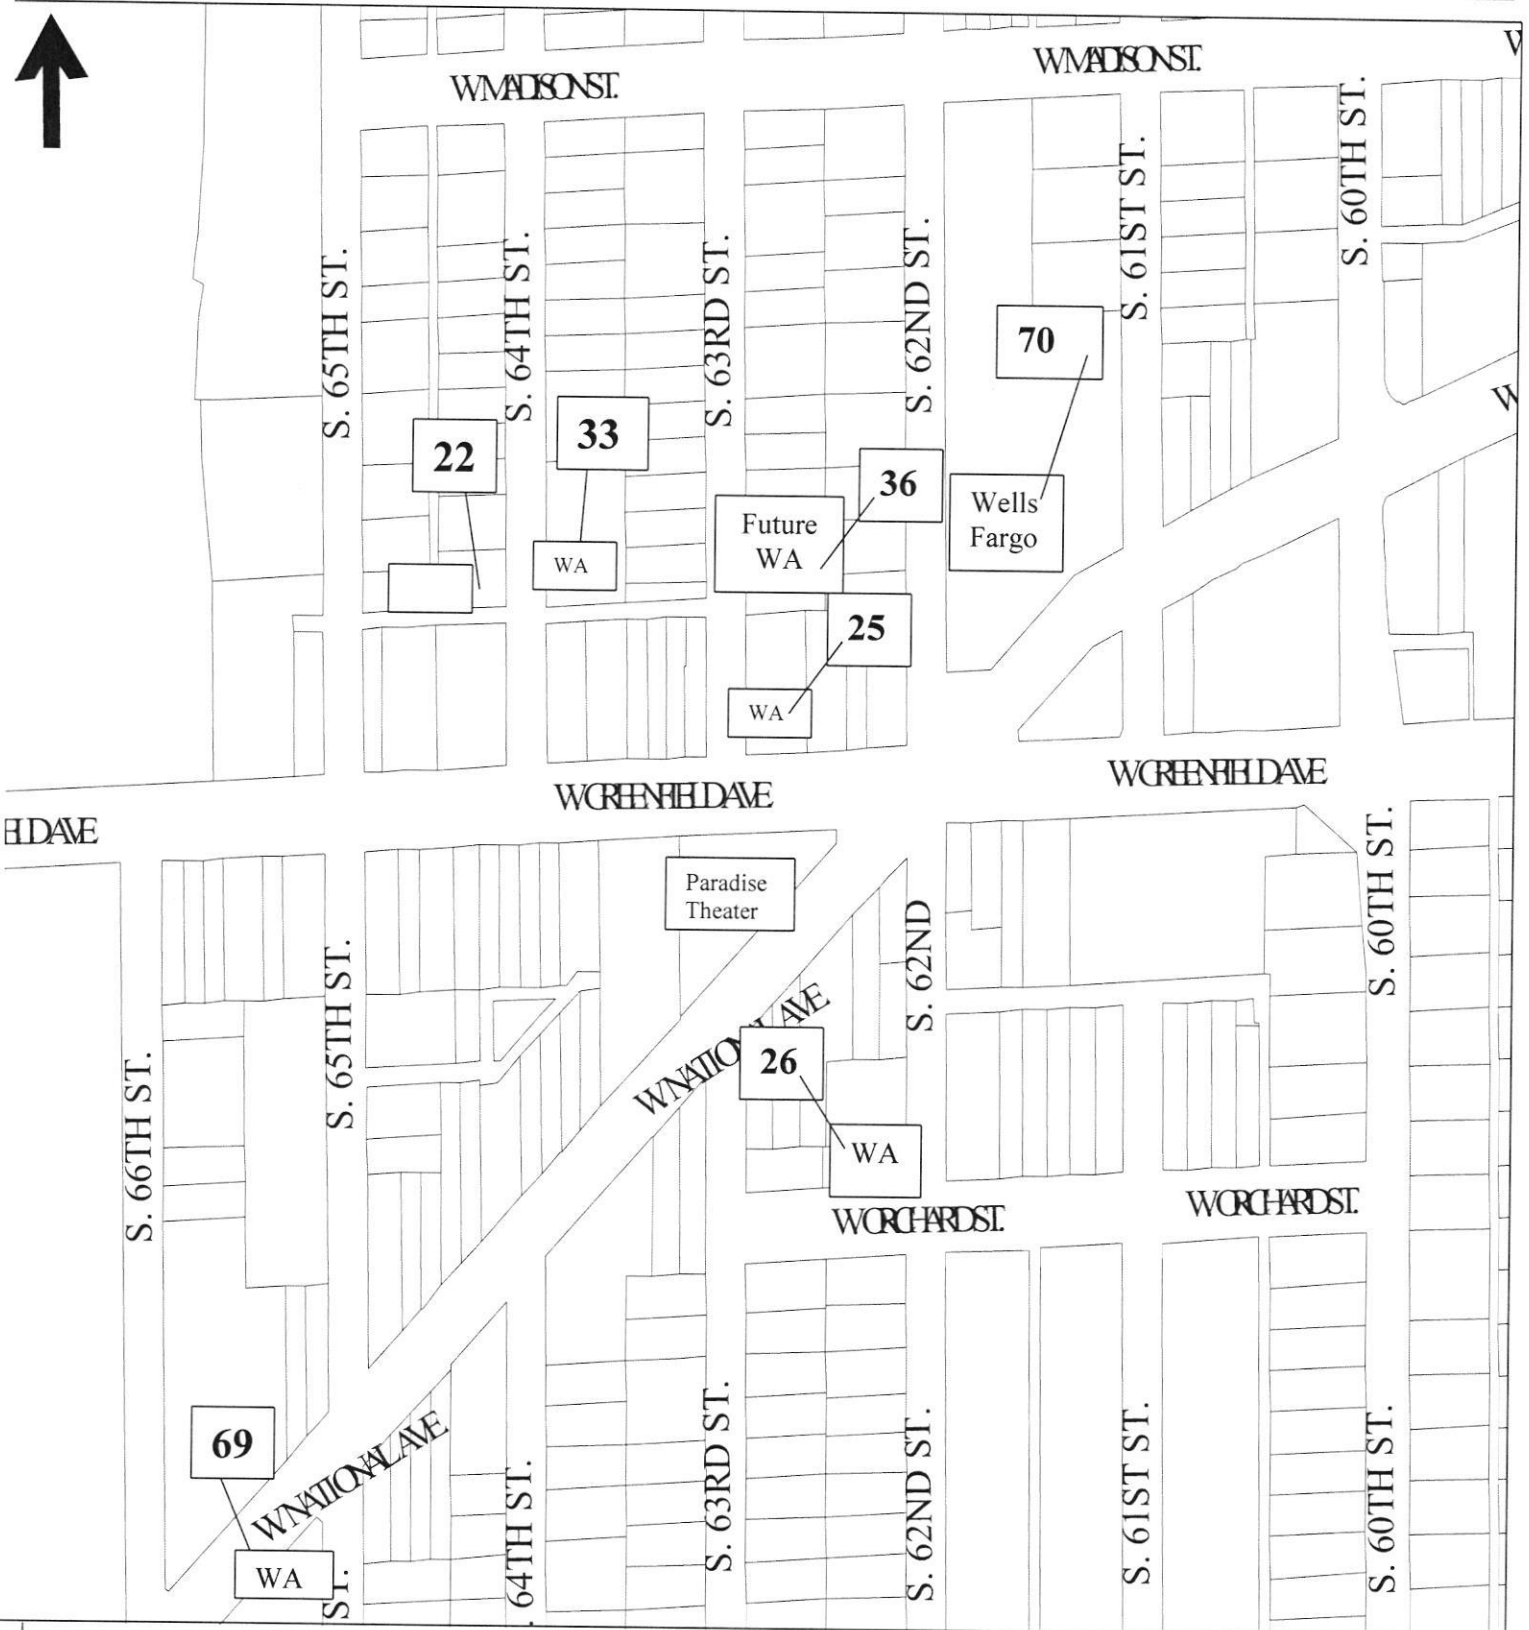 W
W MADISON ST.
W MADISON ST.
S. 60TH ST.
S. 61ST ST.
S. 62ND ST.
S. 63RD ST.
S. 64TH ST.
S. 65TH ST.
70
W
33
22
36
Wells
Fargo
Future
WA
WA
25
WA
W GREENFIELD AVE
W GREENFIELD AVE
ELD AVE
Paradise
Theater
S. 60TH ST.
S. 62ND
S. 65TH ST.
W NATIONAL AVE
26
S. 66TH ST.
WA
W ORCHARD ST.
W ORCHARD ST.
69
W NATIONAL AVE
WA
ST.
. 64TH ST.
S. 63RD ST.
S. 62ND ST.
S. 61ST ST.
S. 60TH ST.